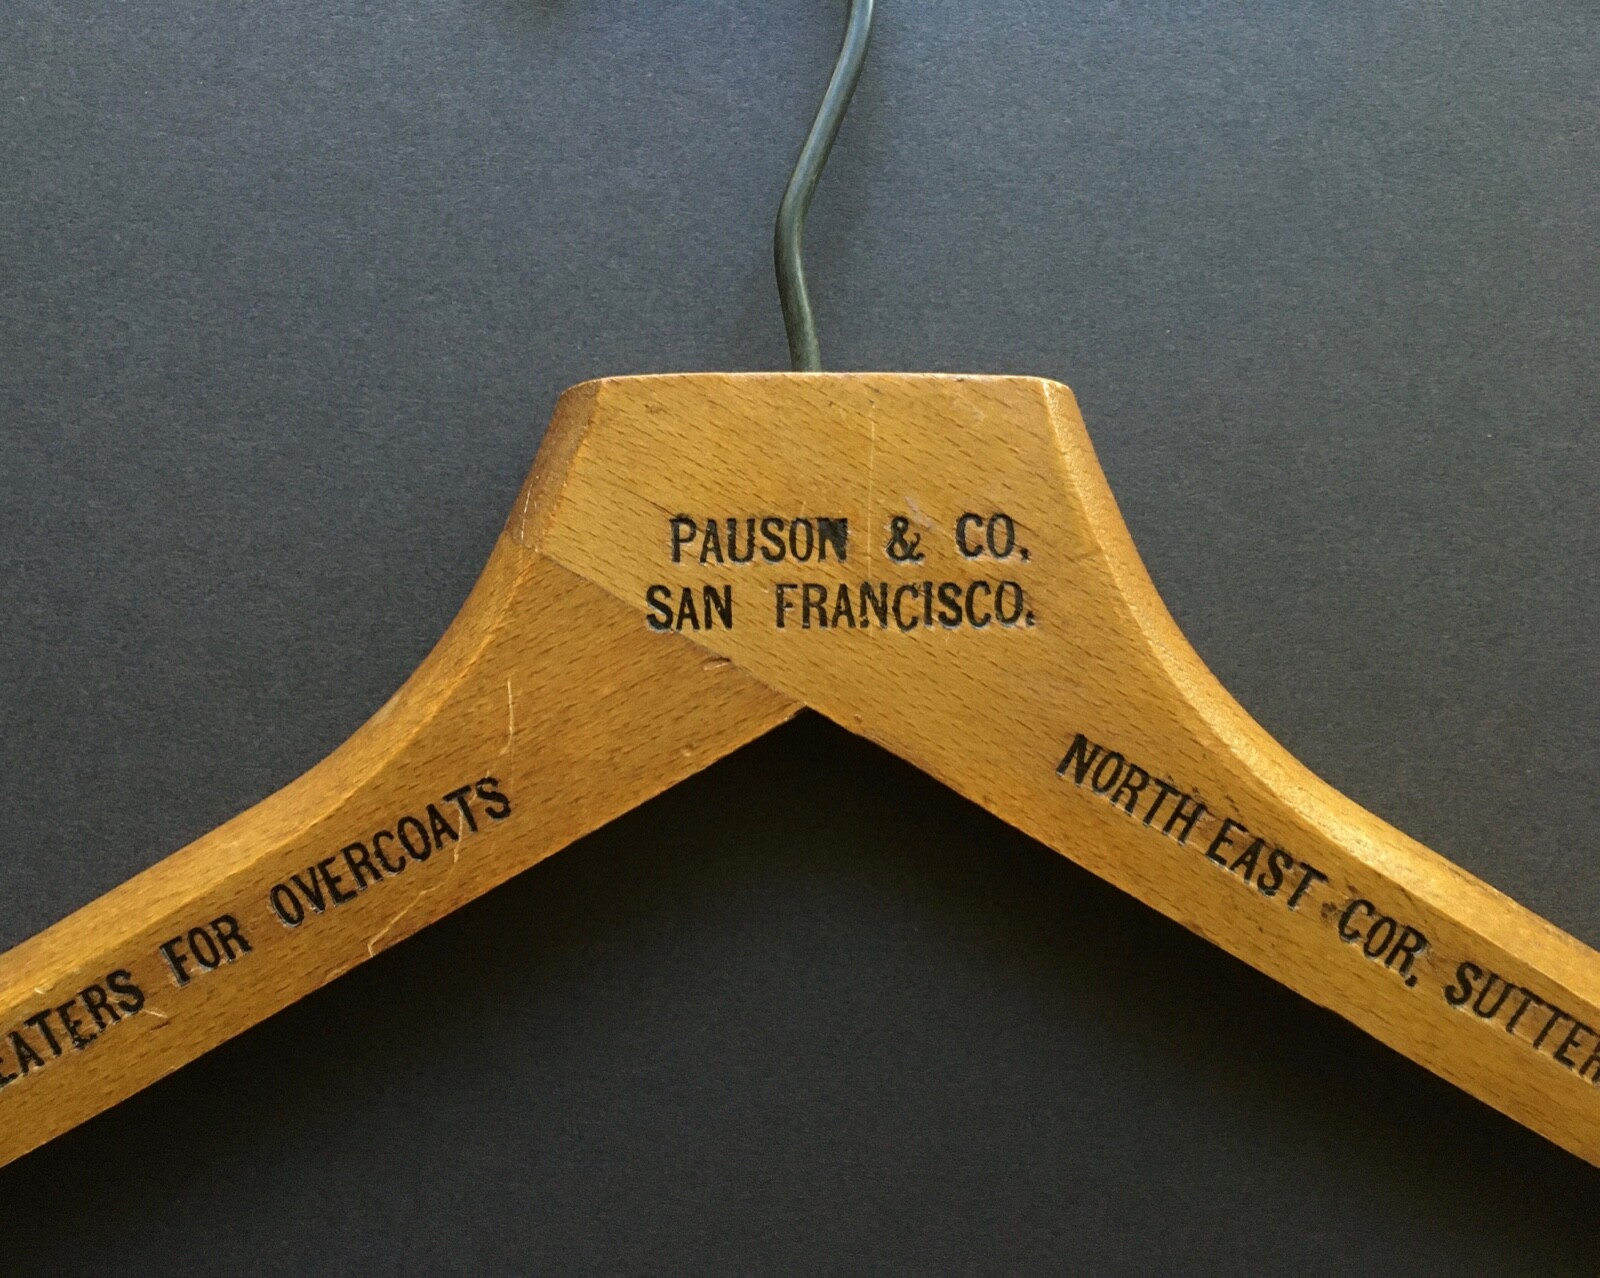 PAUSON & CO.
SAN FRANCISCO.
EATERS FOR OVERCOATS
NORTH EAST COR, SUTTER